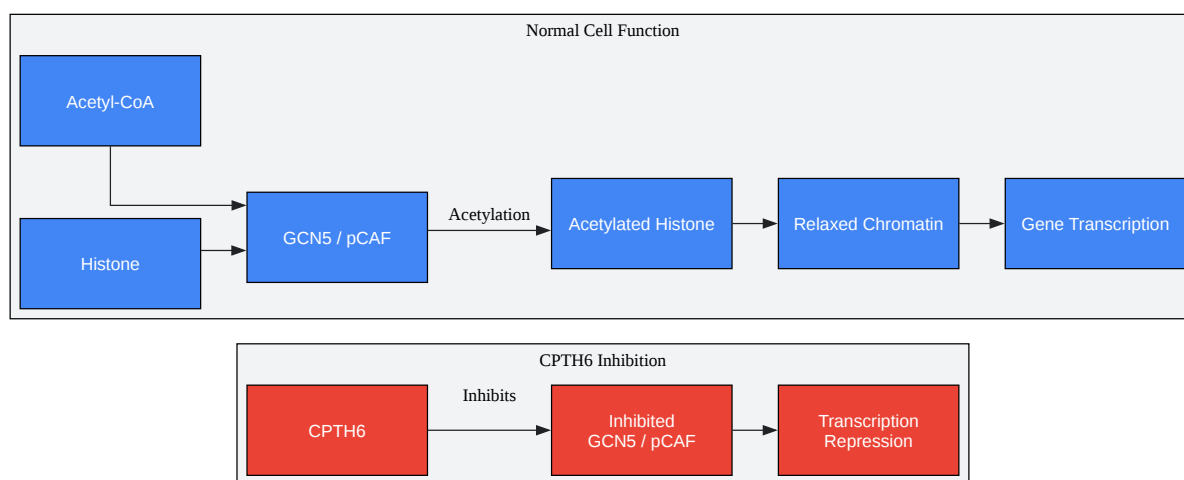 Normal Cell Function
Acetyl-CoA
Histone
GCN5 / pCAF
Acetylation
Acetylated Histone
Relaxed Chromatin
Gene Transcription
CPTH6 Inhibition
CPTH6
Inhibits
Inhibited
GCN5 / pCAF
Transcription
Repression